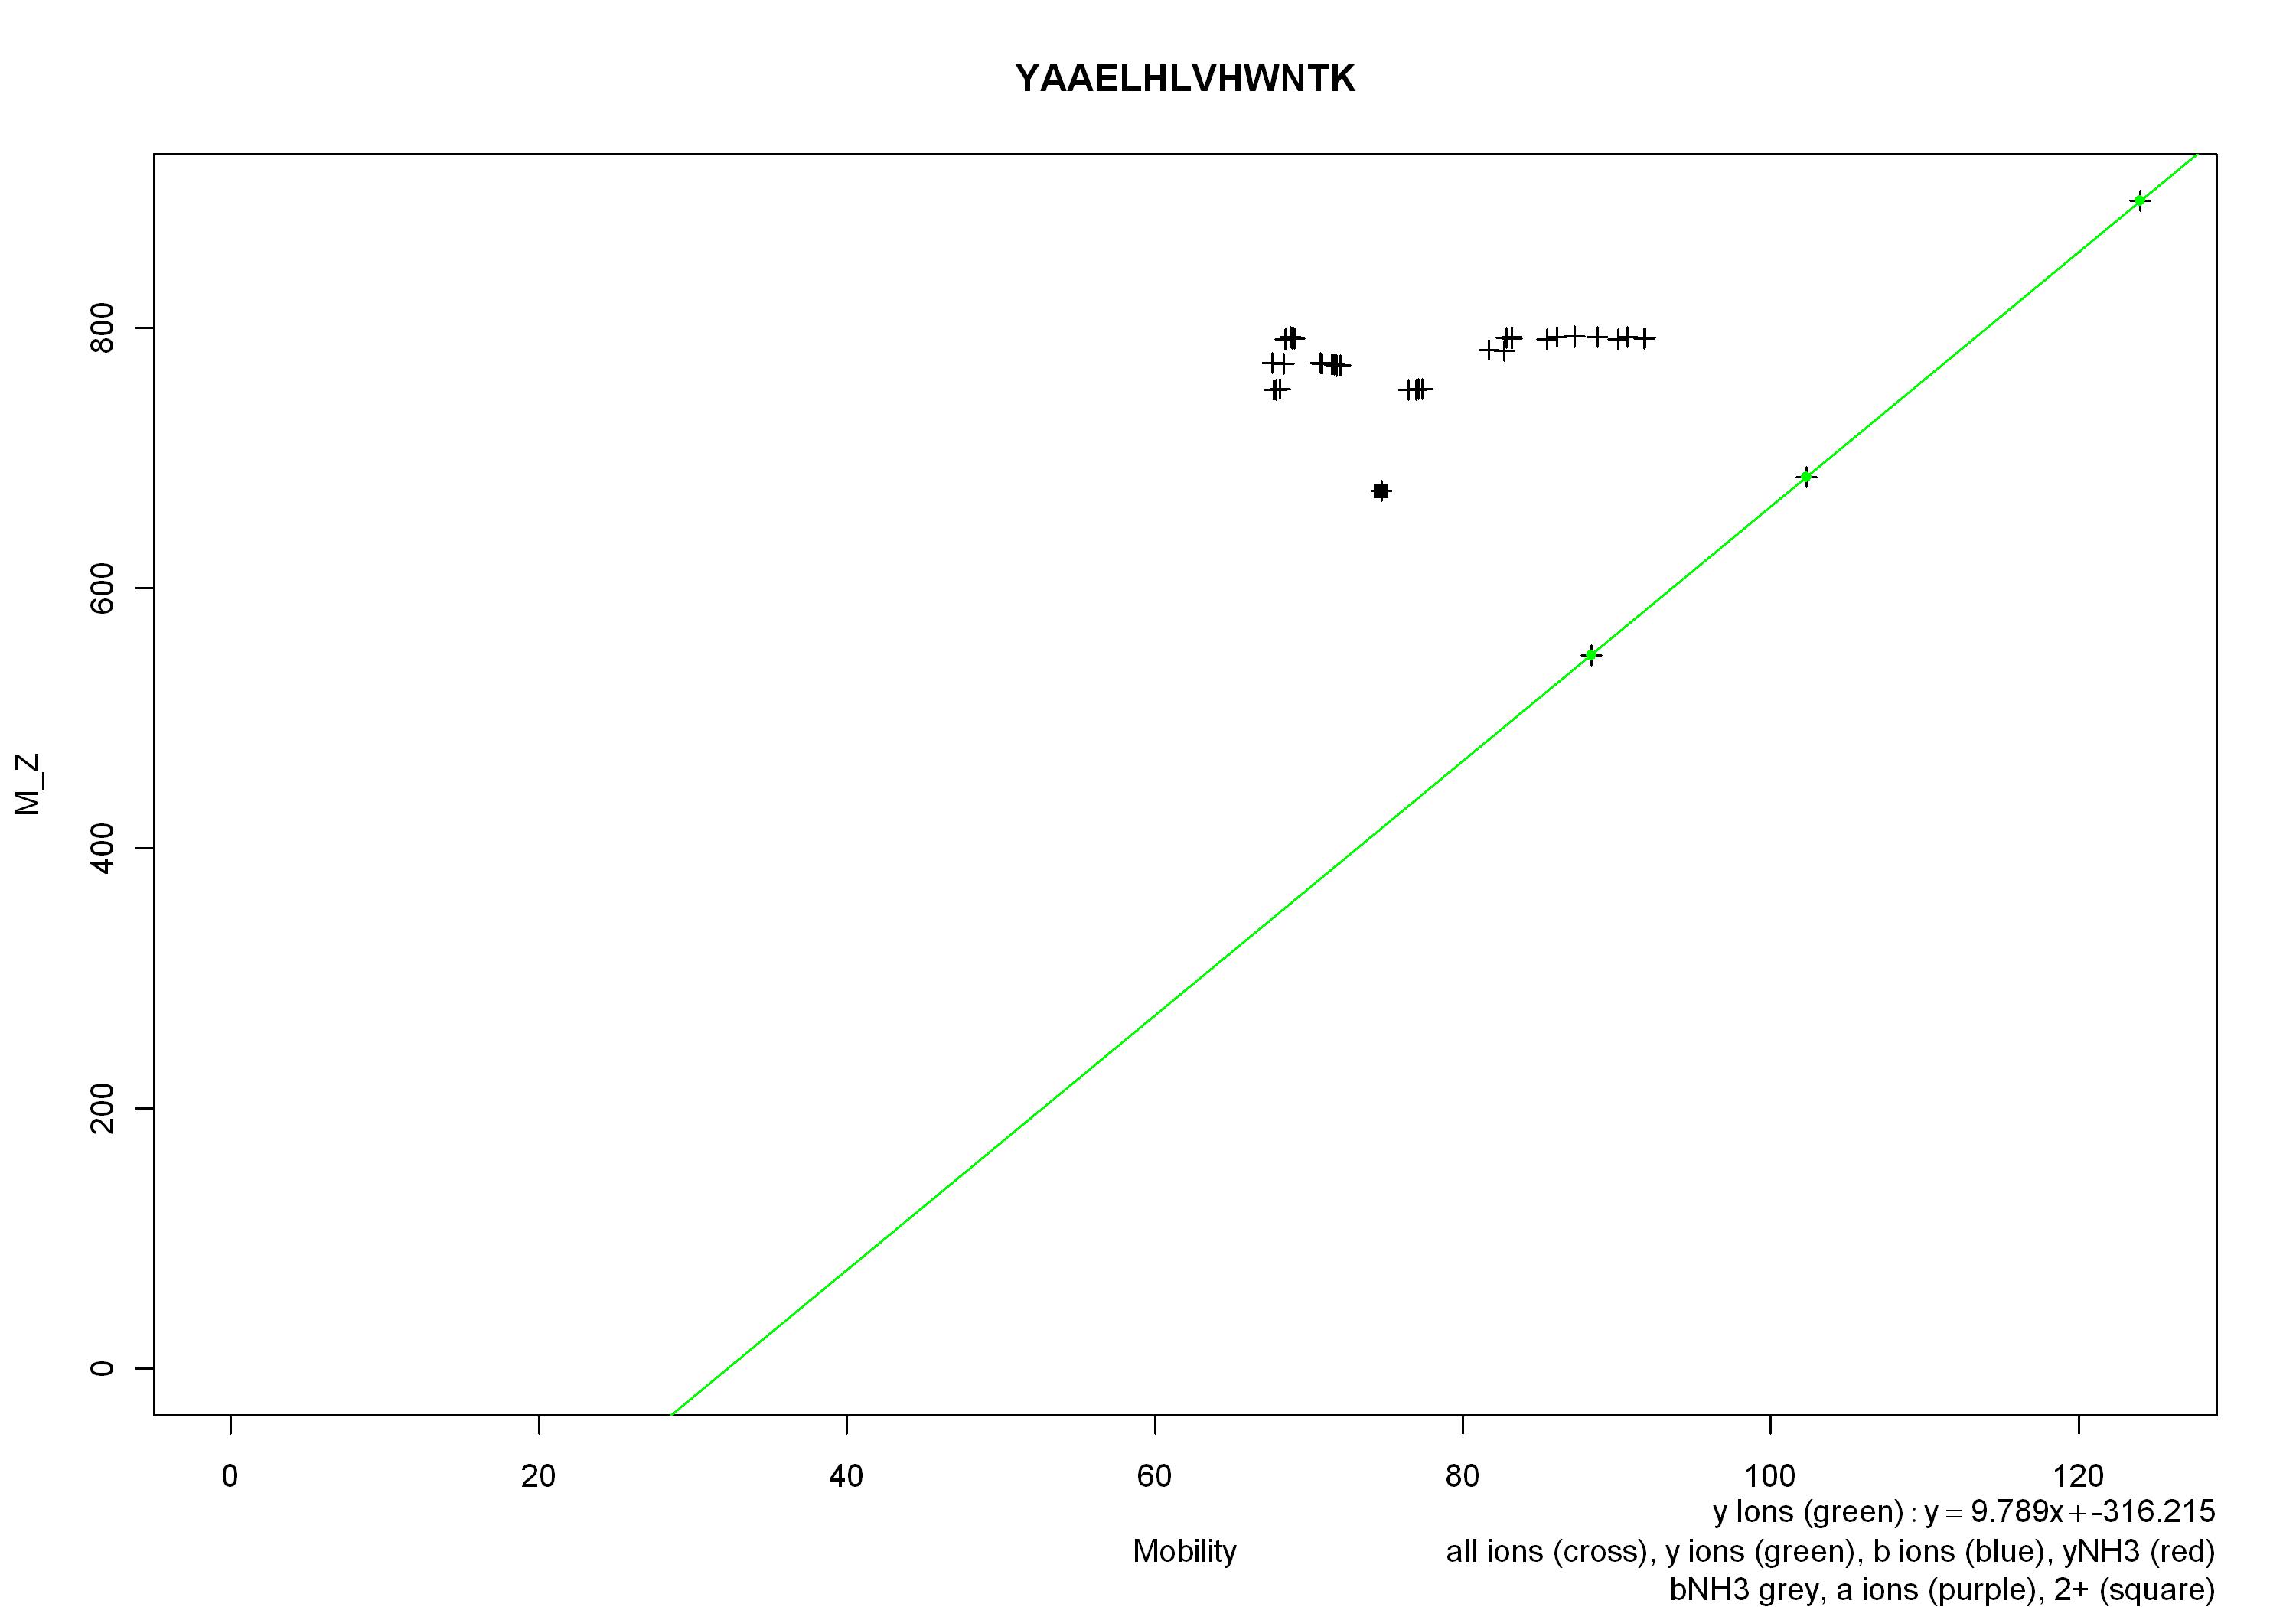 YAAELHLVHWNTK
M_Z
800
600
400
200
0
0 20 40 60 80 100 120
y Ions (green) : y = 9.789x + -316.215
Mobility
all ions (cross), y ions (green), b ions (blue), yNH3 (red)
bNH3 grey, a ions (purple), 2+ (square)